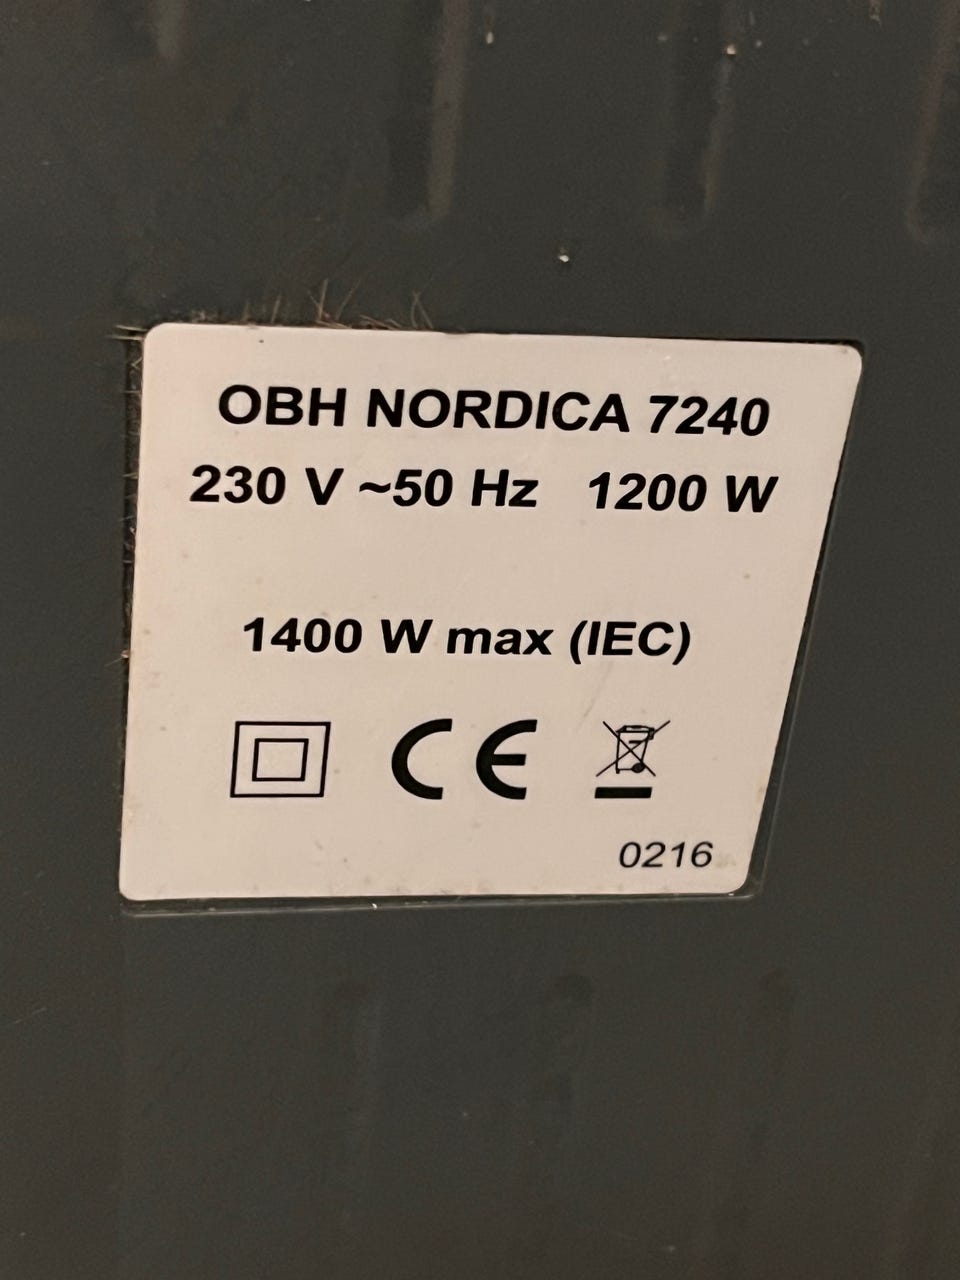 OBH NORDICA 7240
230 V ~50 Hz 1200 W
1400 W max (IEC)
CE
0216